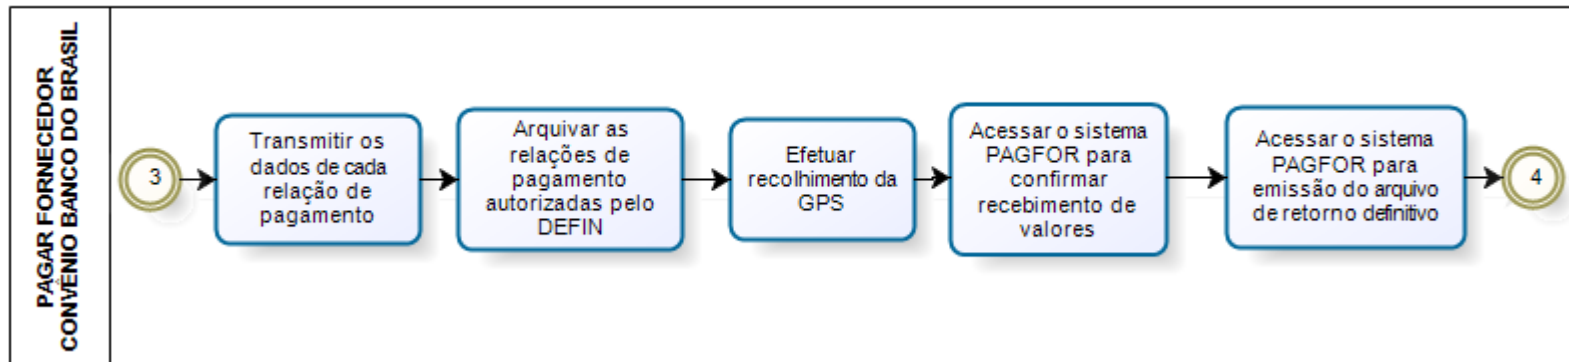 PAGAR FORNECEDOR
CONVÊNIO BANCO DO BRASIL
3
Transmitir os
dados de cada
relação de
pagamento
Arquivar as
relações de
pagamento
autorizadas pelo
DEFIN
Efetuar
recolhimento da
GPS
Acessar o sistema
PAGFOR para
confirmar
recebimento de
valores
Acessar o sistema
PAGFOR para
emissão do arquivo
de retorno definitivo
4